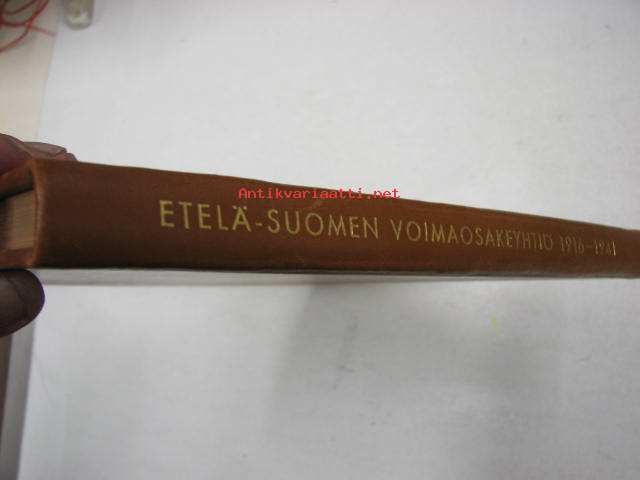 Antikvariaatti.net
ETELÄ-SUOMEN VOIMAOSAKEYHTIÖ 1916-1941